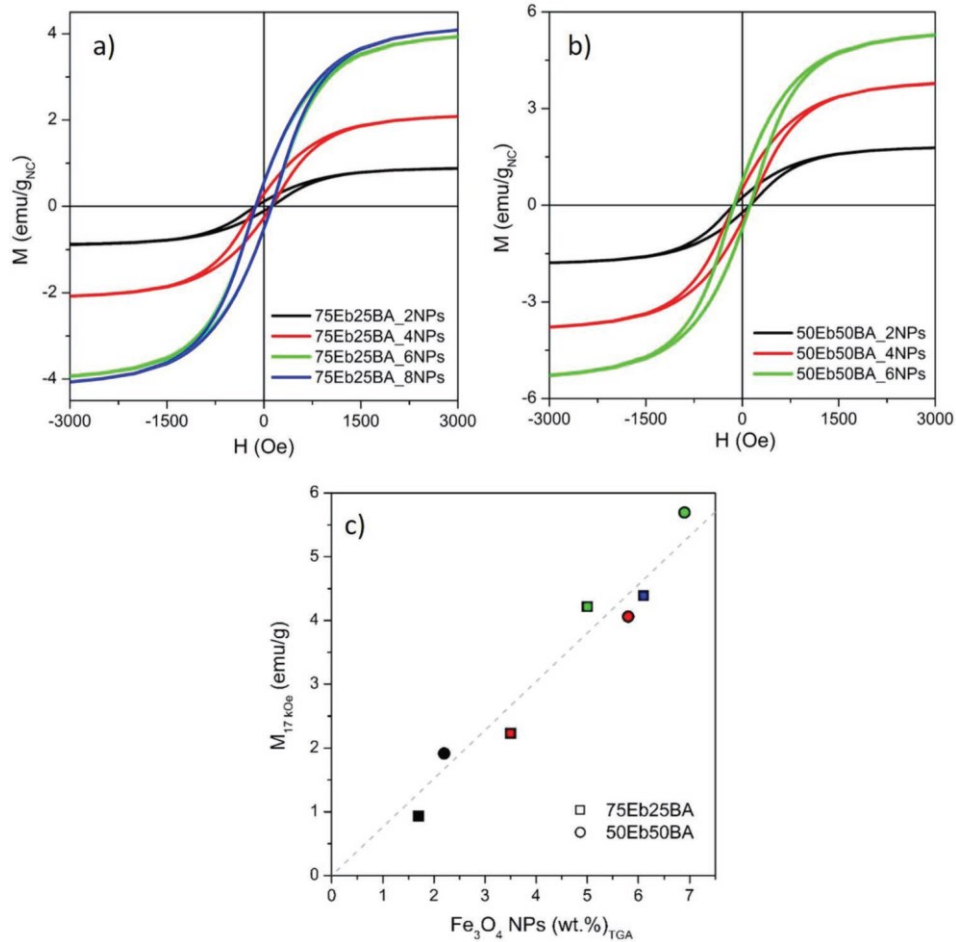 a)
4
2
0
-2
-4
M (emu/g_NC)
-3000 -1500 0 1500 3000
H (Oe)
75Eb25BA_2NPs
75Eb25BA_4NPs
75Eb25BA_6NPs
75Eb25BA_8NPs
b)
6
3
0
-3
-6
M (emu/g_NC)
-3000 -1500 0 1500 3000
H (Oe)
50Eb50BA_2NPs
50Eb50BA_4NPs
50Eb50BA_6NPs
c)
6
5
4
3
2
1
0
M_17 kOe (emu/g)
0 1 2 3 4 5 6 7
Fe₃O₄ NPs (wt.%)_TGA
75Eb25BA
50Eb50BA